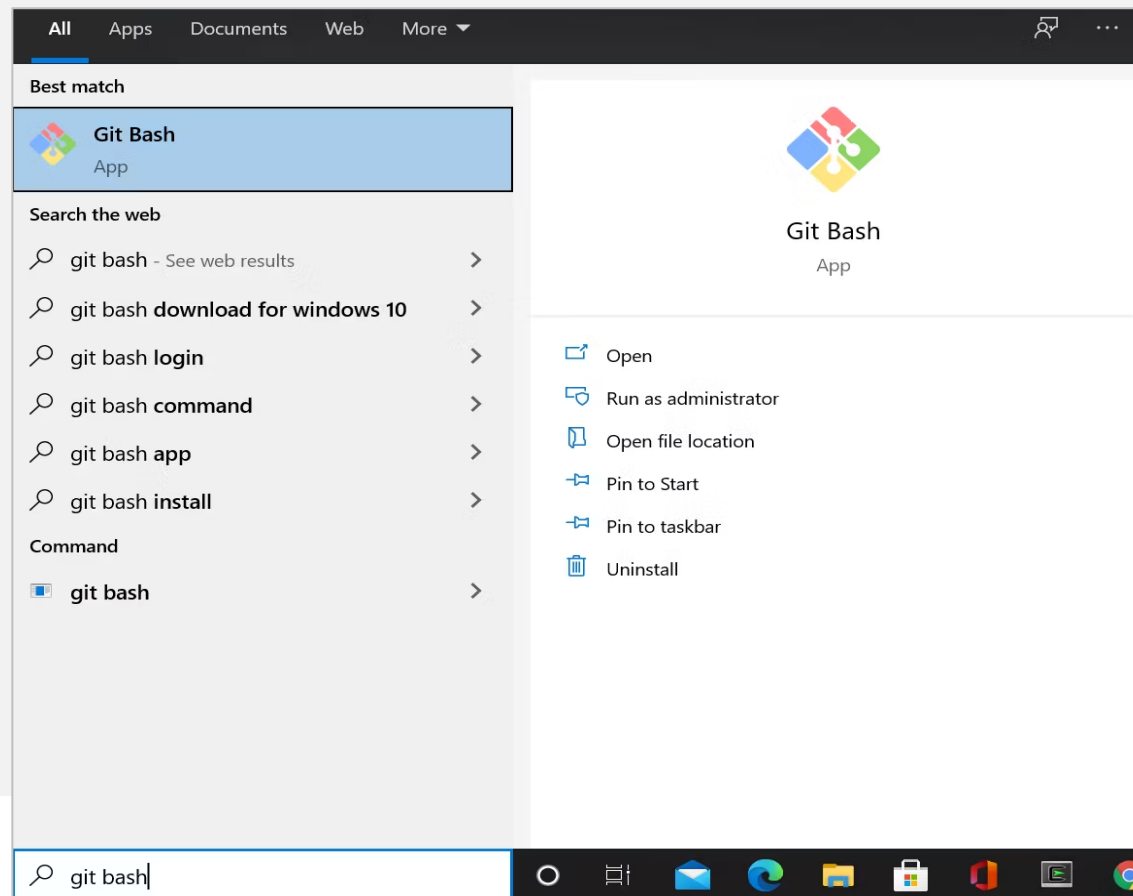 All Apps Documents Web More
Best match
Git Bash
App
Search the web
git bash - See web results
git bash download for windows 10
git bash login
git bash command
git bash app
git bash install
Command
git bash
Git Bash
App
Open
Run as administrator
Open file location
Pin to Start
Pin to taskbar
Uninstall
git bash